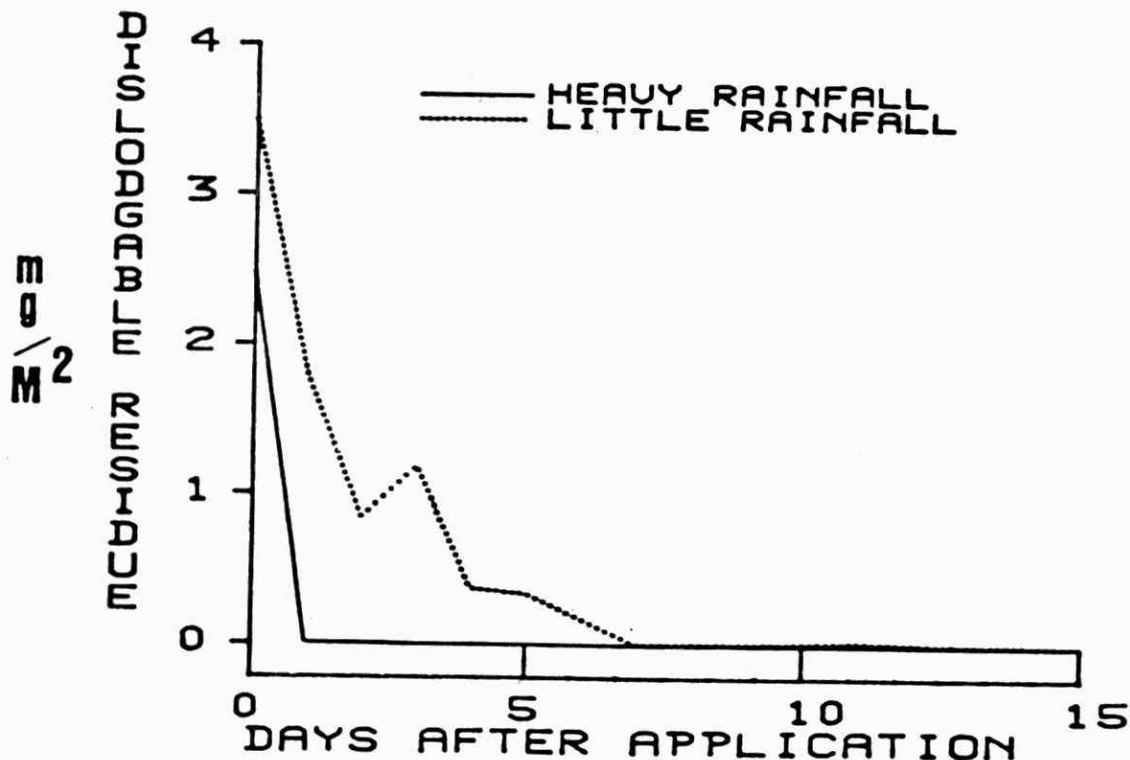 mg/M²
DISLODGABLE RESIDUE
4
3
2
1
0
HEAVY RAINFALL
LITTLE RAINFALL
0 5 10 15
DAYS AFTER APPLICATION